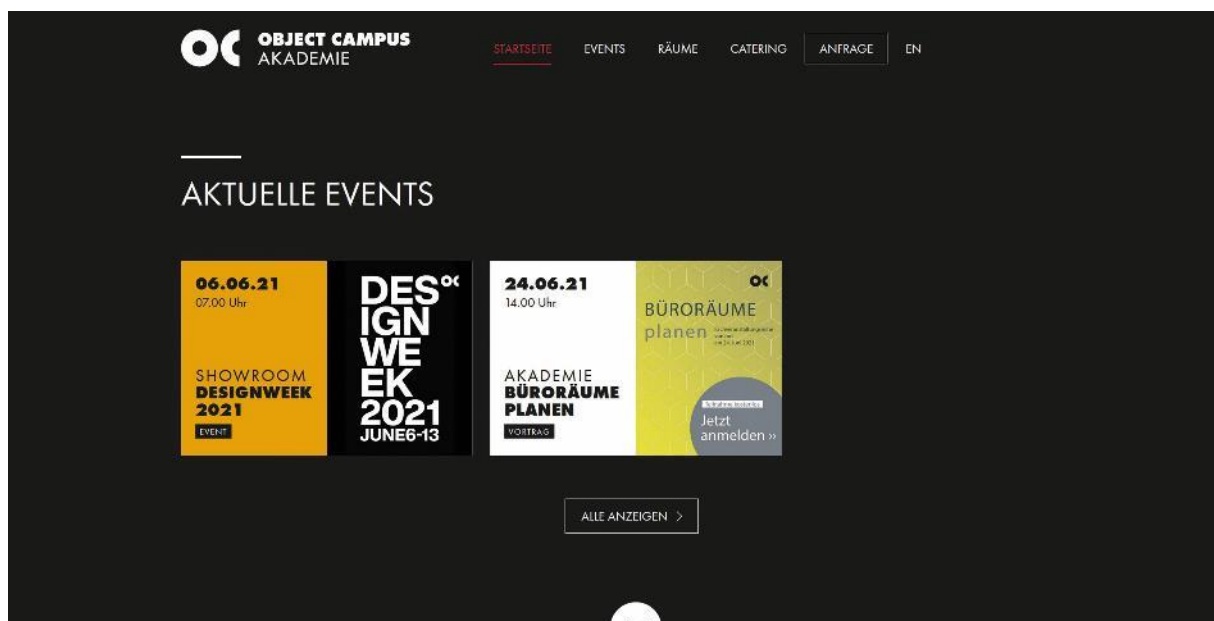 OBJECT CAMPUS
AKADEMIE
STARTSEITE EVENTS RÄUME CATERING ANFRAGE EN
AKTUELLE EVENTS
06.06.21
07.00 Uhr
SHOWROOM
DESIGNWEEK
2021
EVENT
DES
IGN
WE
EK
2021
JUNE6-13
24.06.21
14.00 Uhr
AKADEMIE
BÜRORÄUME
PLANEN
VORTRAG
BÜRORÄUME
planen
Teilnahme kostenlos
Jetzt
anmelden ››
ALLE ANZEIGEN >